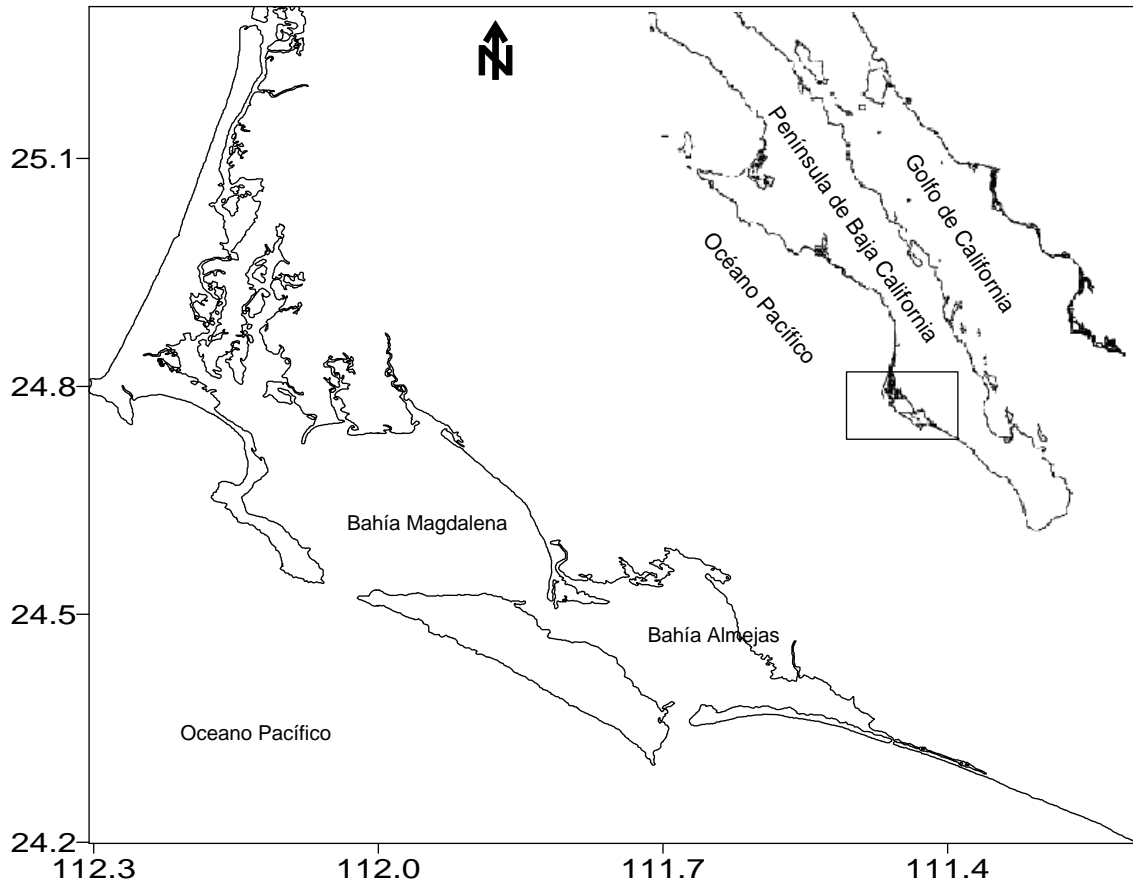 N
25.1
24.8
24.5
24.2
112.3
112.0
111.7
111.4
Península de Baja California
Golfo de California
Océano Pacífico
Bahía Magdalena
Bahía Almejas
Oceano Pacífico